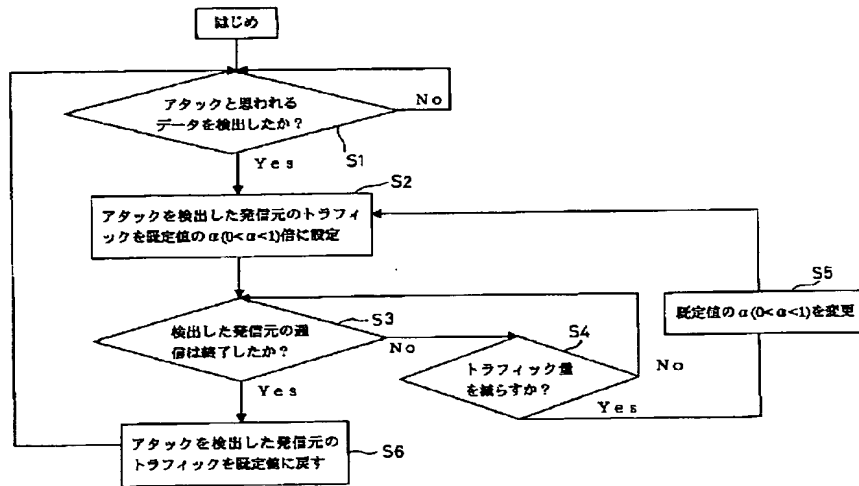 はじめ
アタックと思われる
データを検出したか?
No
S1
Yes
S2
アタックを検出した発信元のトラフィ
ックを既定値のα(0<α<1)倍に設定
S5
既定値のα(0<α<1)を変更
S3
検出した発信元の通
信は終了したか?
No
S4
トラフィック量
を減らすか?
No
Yes
Yes
アタックを検出した発信元の
トラフィックを既定値に戻す
S6